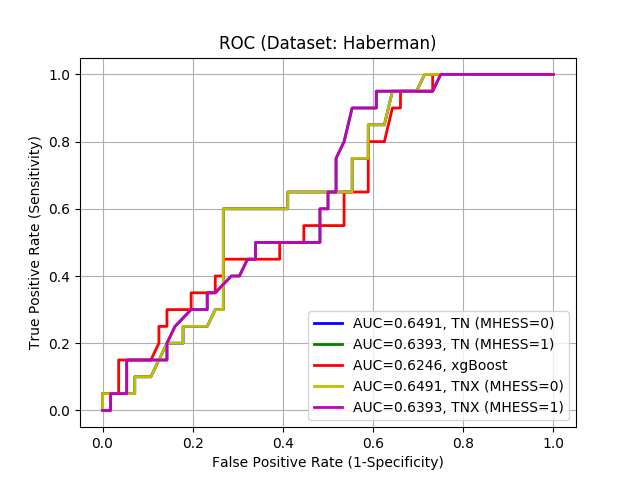 ROC (Dataset: Haberman)
True Positive Rate (Sensitivity)
1.0
0.8
0.6
0.4
0.2
0.0
AUC=0.6491, TN (MHESS=0)
AUC=0.6393, TN (MHESS=1)
AUC=0.6246, xgBoost
AUC=0.6491, TNX (MHESS=0)
AUC=0.6393, TNX (MHESS=1)
0.0 0.2 0.4 0.6 0.8 1.0
False Positive Rate (1-Specificity)